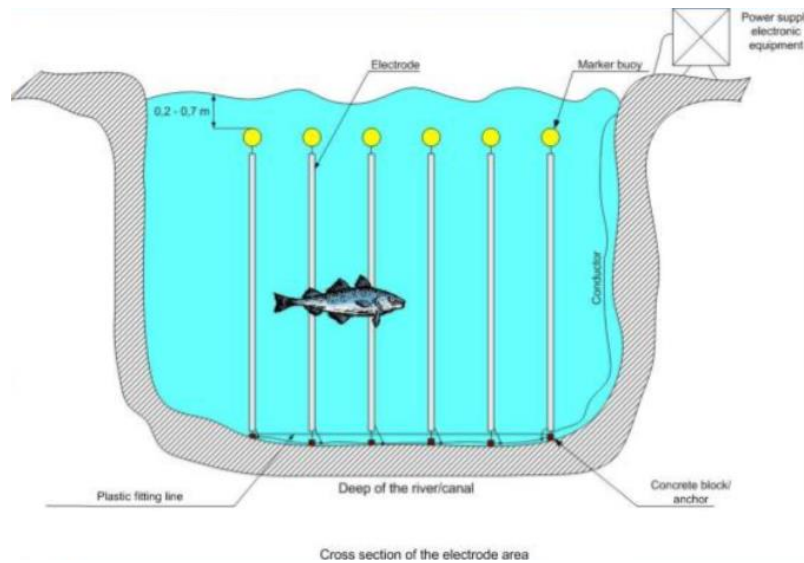 Power suppl
electronic
equipment
Electrode
Marker buoy
0,2 - 0,7 m
Conductor
Plastic fitting line
Deep of the river/canal
Concrete block/
anchor
Cross section of the electrode area